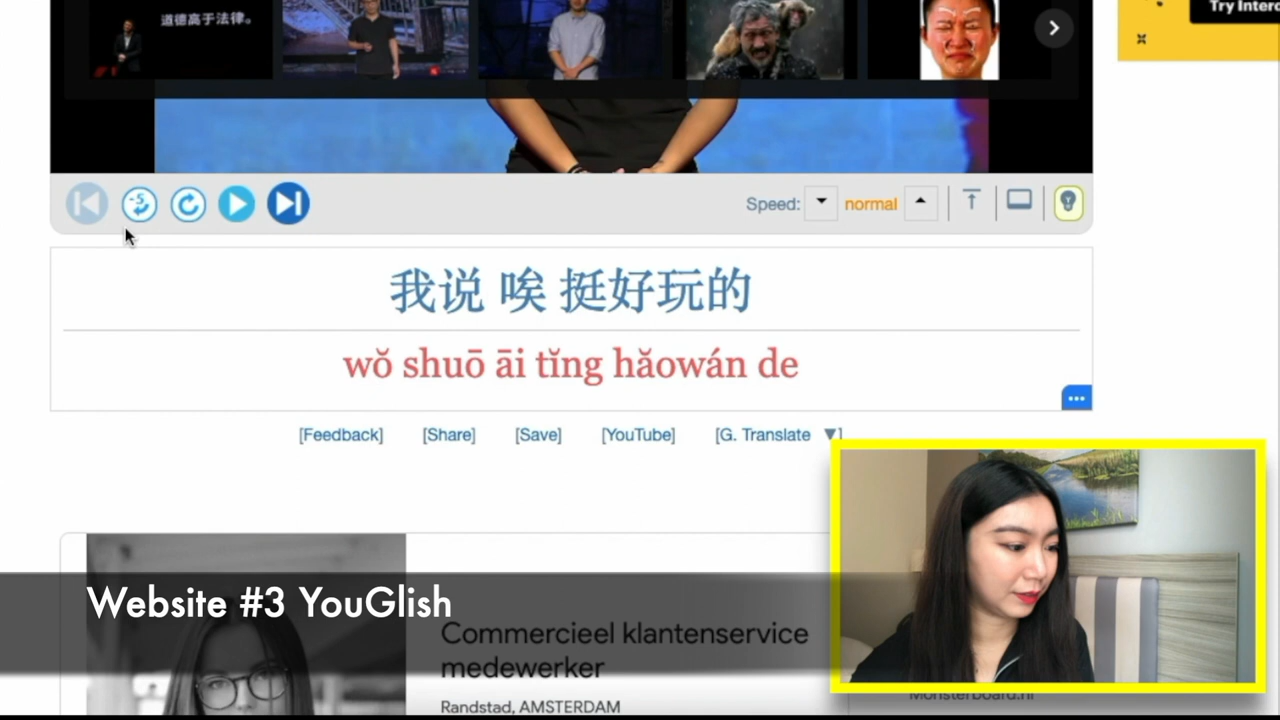 道德高于法律。
Try Interc
Speed:
normal
我说 唉 挺好玩的
wǒ shuō āi tǐng hǎowán de
[Feedback] [Share] [Save] [YouTube] [G. Translate ▼]
Website #3 YouGlish
Commercieel klantenservice
medewerker
Randstad, AMSTERDAM
Monsterboard.nl